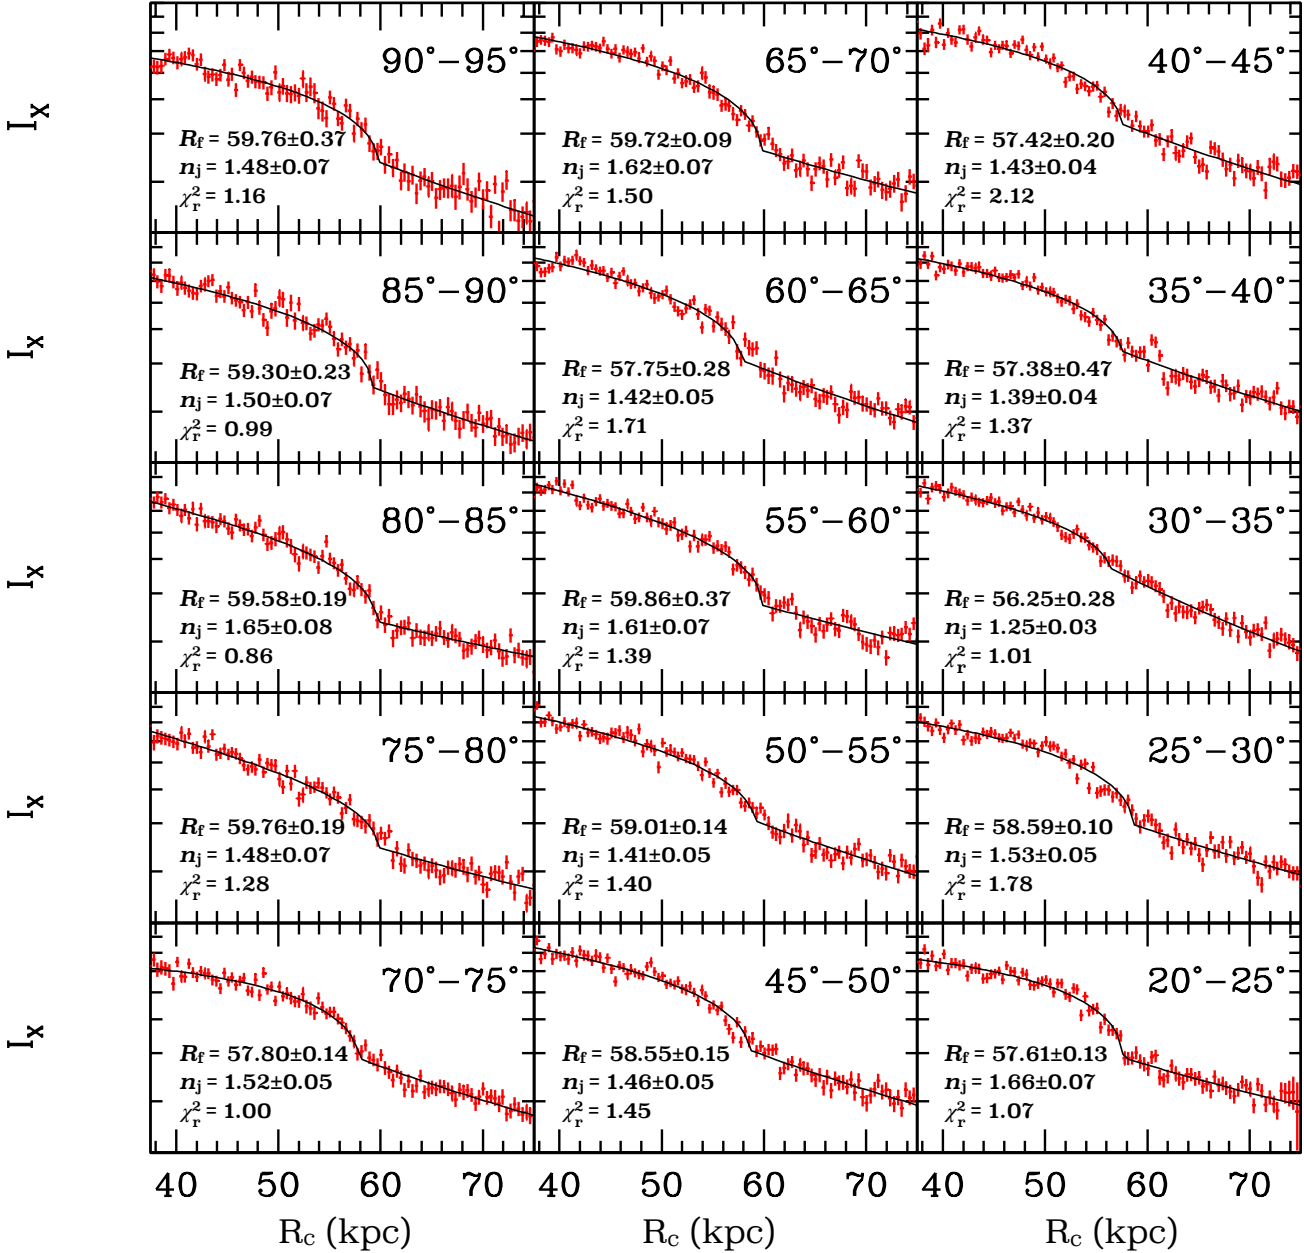 90°−95°
R_f = 59.76±0.37
n_j = 1.48±0.07
χ²_r = 1.16
65°−70°
R_f = 59.72±0.09
n_j = 1.62±0.07
χ²_r = 1.50
40°−45°
R_f = 57.42±0.20
n_j = 1.43±0.04
χ²_r = 2.12
I_X
85°−90°
R_f = 59.30±0.23
n_j = 1.50±0.07
χ²_r = 0.99
60°−65°
R_f = 57.75±0.28
n_j = 1.42±0.05
χ²_r = 1.71
35°−40°
R_f = 57.38±0.47
n_j = 1.39±0.04
χ²_r = 1.37
I_X
80°−85°
R_f = 59.58±0.19
n_j = 1.65±0.08
χ²_r = 0.86
55°−60°
R_f = 59.86±0.37
n_j = 1.61±0.07
χ²_r = 1.39
30°−35°
R_f = 56.25±0.28
n_j = 1.25±0.03
χ²_r = 1.01
I_X
75°−80°
R_f = 59.76±0.19
n_j = 1.48±0.07
χ²_r = 1.28
50°−55°
R_f = 59.01±0.14
n_j = 1.41±0.05
χ²_r = 1.40
25°−30°
R_f = 58.59±0.10
n_j = 1.53±0.05
χ²_r = 1.78
I_X
70°−75°
R_f = 57.80±0.14
n_j = 1.52±0.05
χ²_r = 1.00
45°−50°
R_f = 58.55±0.15
n_j = 1.46±0.05
χ²_r = 1.45
20°−25°
R_f = 57.61±0.13
n_j = 1.66±0.07
χ²_r = 1.07
I_X
40 50 60 70 40 50 60 70 40 50 60 70
R_c (kpc) R_c (kpc) R_c (kpc)